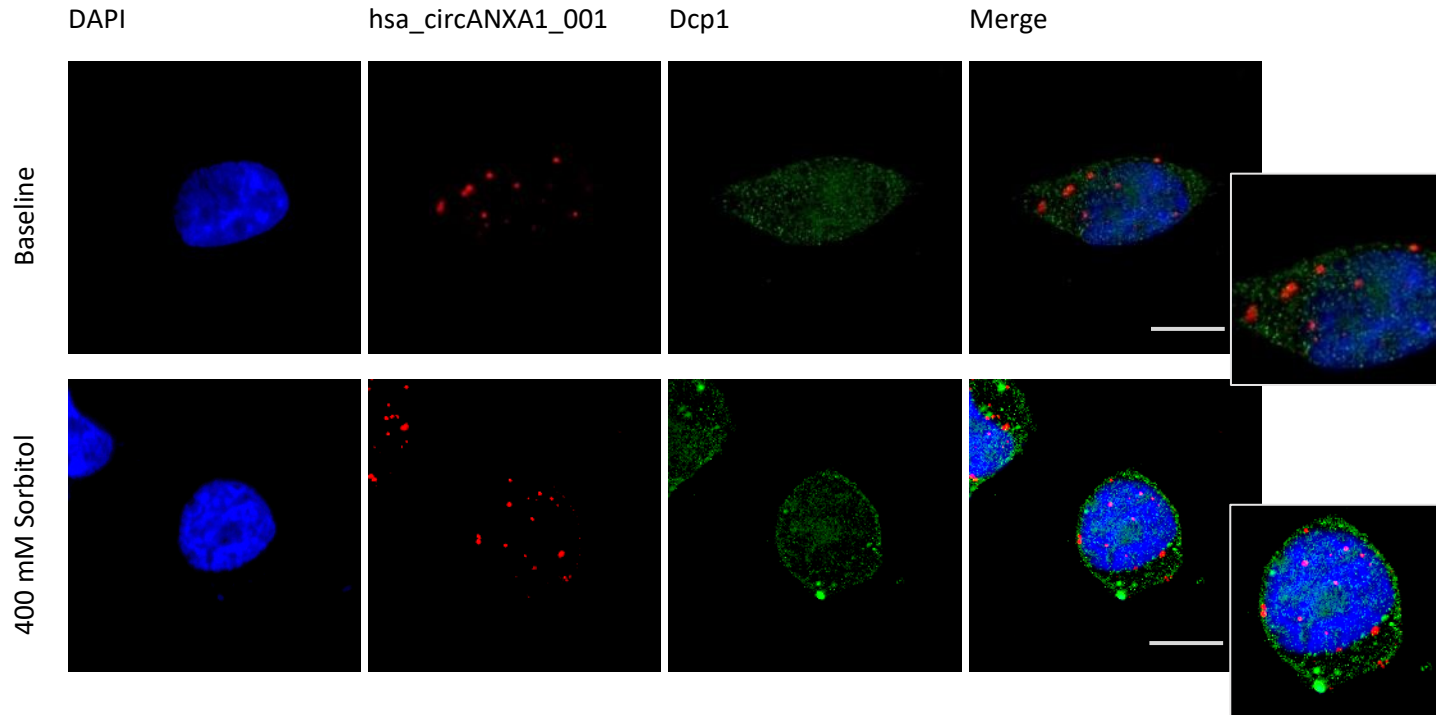 DAPI hsa_circANXA1_001 Dcp1 Merge
Baseline
400 mM Sorbitol